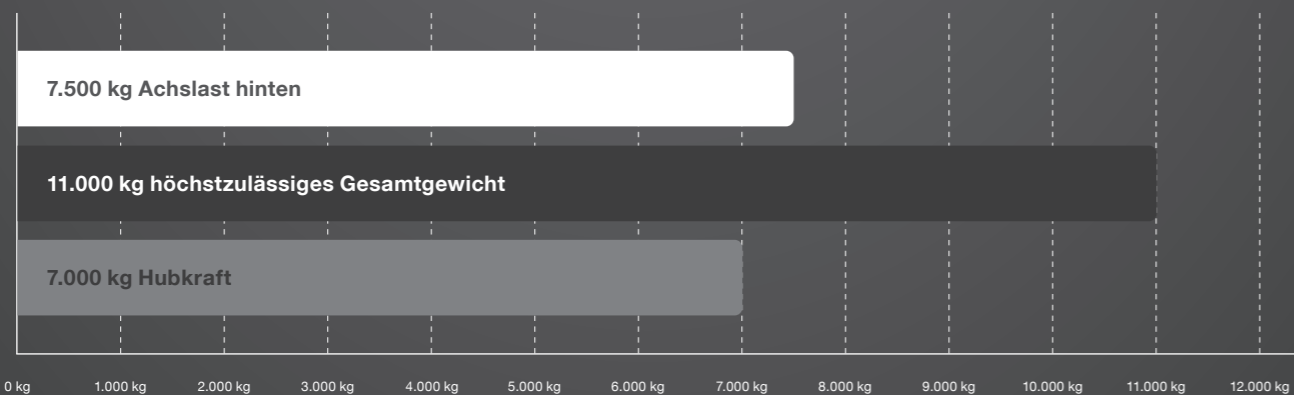 7.500 kg Achslast hinten
11.000 kg höchstzulässiges Gesamtgewicht
7.000 kg Hubkraft
0 kg 1.000 kg 2.000 kg 3.000 kg 4.000 kg 5.000 kg 6.000 kg 7.000 kg 8.000 kg 9.000 kg 10.000 kg 11.000 kg 12.000 kg